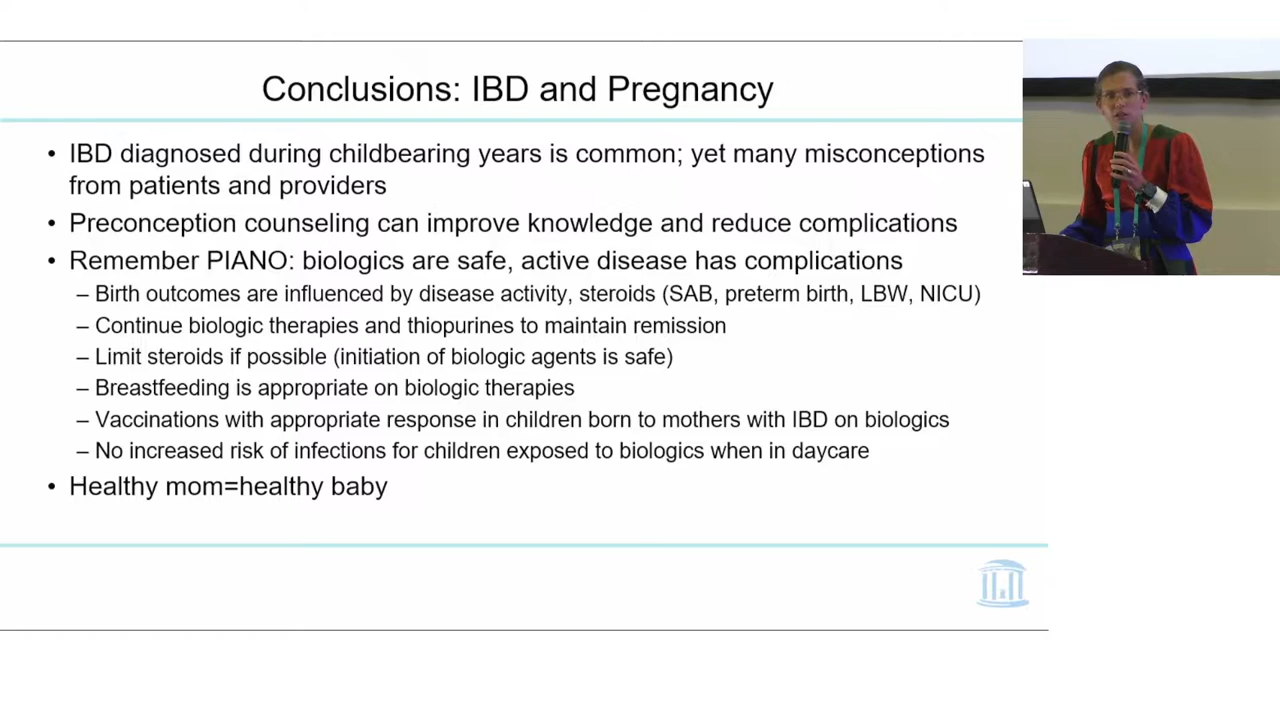 Conclusions: IBD and Pregnancy
• IBD diagnosed during childbearing years is common; yet many misconceptions
from patients and providers
• Preconception counseling can improve knowledge and reduce complications
• Remember PIANO: biologics are safe, active disease has complications
– Birth outcomes are influenced by disease activity, steroids (SAB, preterm birth, LBW, NICU)
– Continue biologic therapies and thiopurines to maintain remission
– Limit steroids if possible (initiation of biologic agents is safe)
– Breastfeeding is appropriate on biologic therapies
– Vaccinations with appropriate response in children born to mothers with IBD on biologics
– No increased risk of infections for children exposed to biologics when in daycare
• Healthy mom=healthy baby